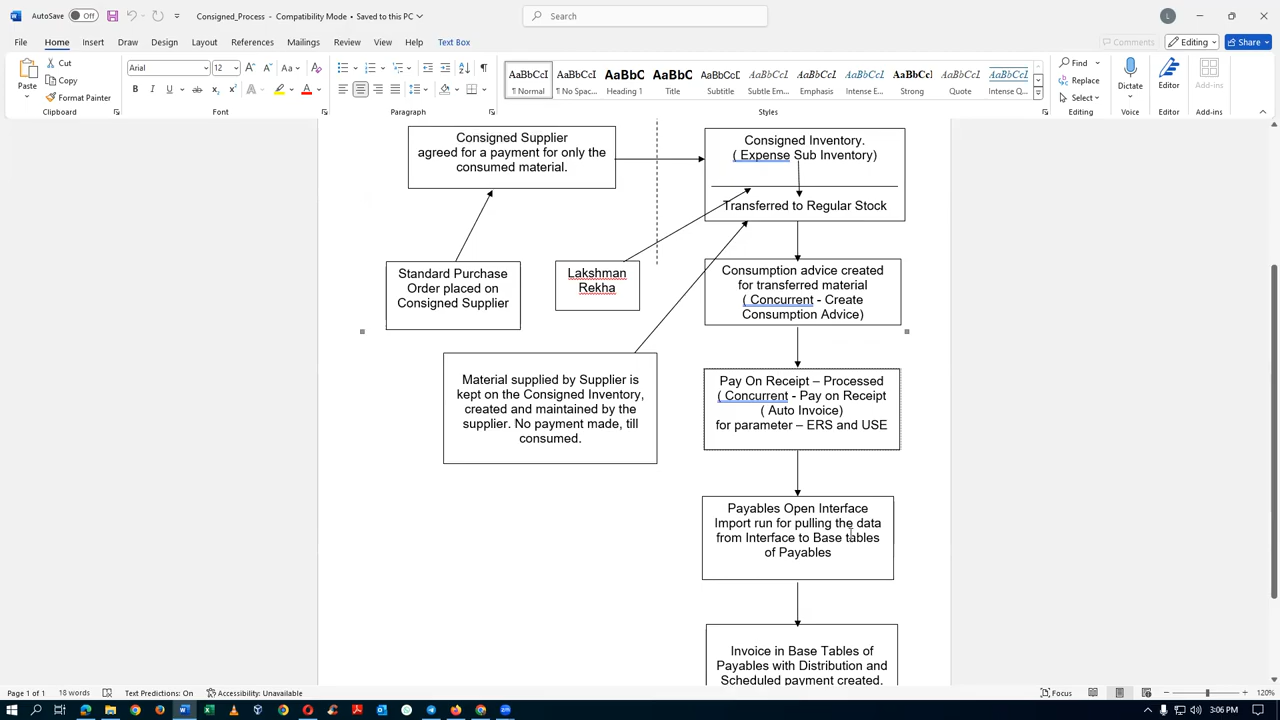 AutoSave
Off
Consigned_Process - Compatibility Mode • Saved to this PC
Search
L
File
Home
Insert
Draw
Design
Layout
References
Mailings
Review
View
Help
Text Box
Comments
Editing
Share
Paste
Cut
Copy
Format Painter
Clipboard
Arial
12
Font
Paragraph
AaBbCcI
Normal
AaBbCcI
No Spac...
AaBbC
Heading 1
AaBbC
Title
AaBbCcI
Subtitle
AaBbCcL
Subtle Em...
AaBbCcL
Emphasis
AaBbCcL
Intense E...
AaBbCcl
Strong
AaBbCcL
Quote
AaBbCcL
Intense Q...
Styles
Find
Replace
Select
Editing
Dictate
Voice
Editor
Editor
Add-ins
Add-ins
Consigned Supplier
agreed for a payment for only the
consumed material.
Consigned Inventory.
( Expense Sub Inventory)
Transferred to Regular Stock
Standard Purchase
Order placed on
Consigned Supplier
Lakshman
Rekha
Consumption advice created
for transferred material
( Concurrent - Create
Consumption Advice)
Material supplied by Supplier is
kept on the Consigned Inventory,
created and maintained by the
supplier. No payment made, till
consumed.
Pay On Receipt – Processed
( Concurrent - Pay on Receipt
( Auto Invoice)
for parameter – ERS and USE
Payables Open Interface
Import run for pulling the data
from Interface to Base tables
of Payables
Invoice in Base Tables of
Payables with Distribution and
Scheduled payment created.
Page 1 of 1
18 words
Text Predictions: On
Accessibility: Unavailable
Focus
120%
3:06 PM